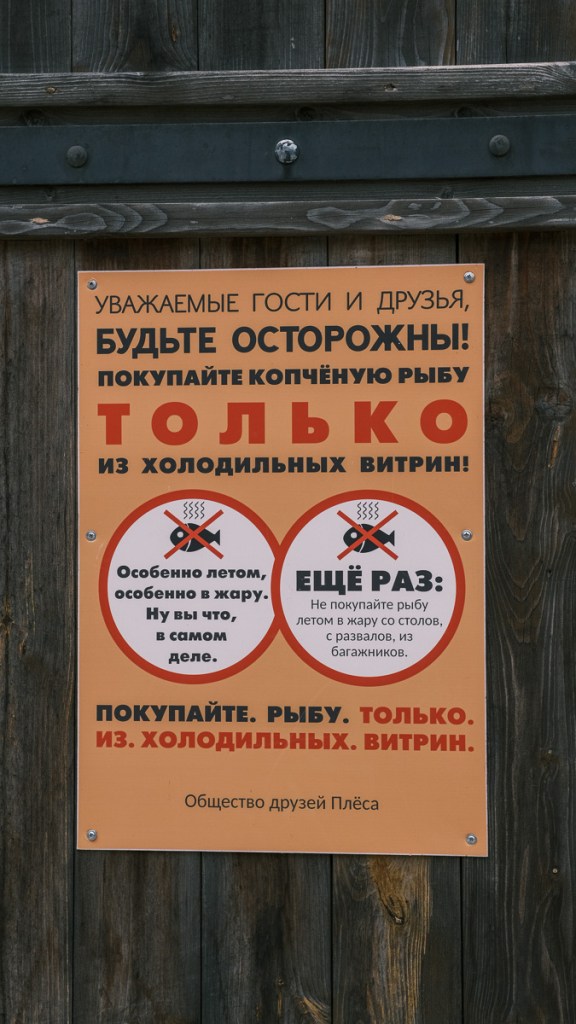 УВАЖАЕМЫЕ ГОСТИ И ДРУЗЬЯ,
БУДЬТЕ ОСТОРОЖНЫ!
ПОКУПАЙТЕ КОПЧЁНУЮ РЫБУ
ТОЛЬКО
ИЗ ХОЛОДИЛЬНЫХ ВИТРИН!
Особенно летом,
особенно в жару.
Ну вы что,
в самом
деле.
ЕЩЁ РАЗ:
Не покупайте рыбу
летом в жару со столов,
с развалов, из
багажников.
ПОКУПАЙТЕ. РЫБУ. ТОЛЬКО.
ИЗ. ХОЛОДИЛЬНЫХ. ВИТРИН.
Общество друзей Плёса